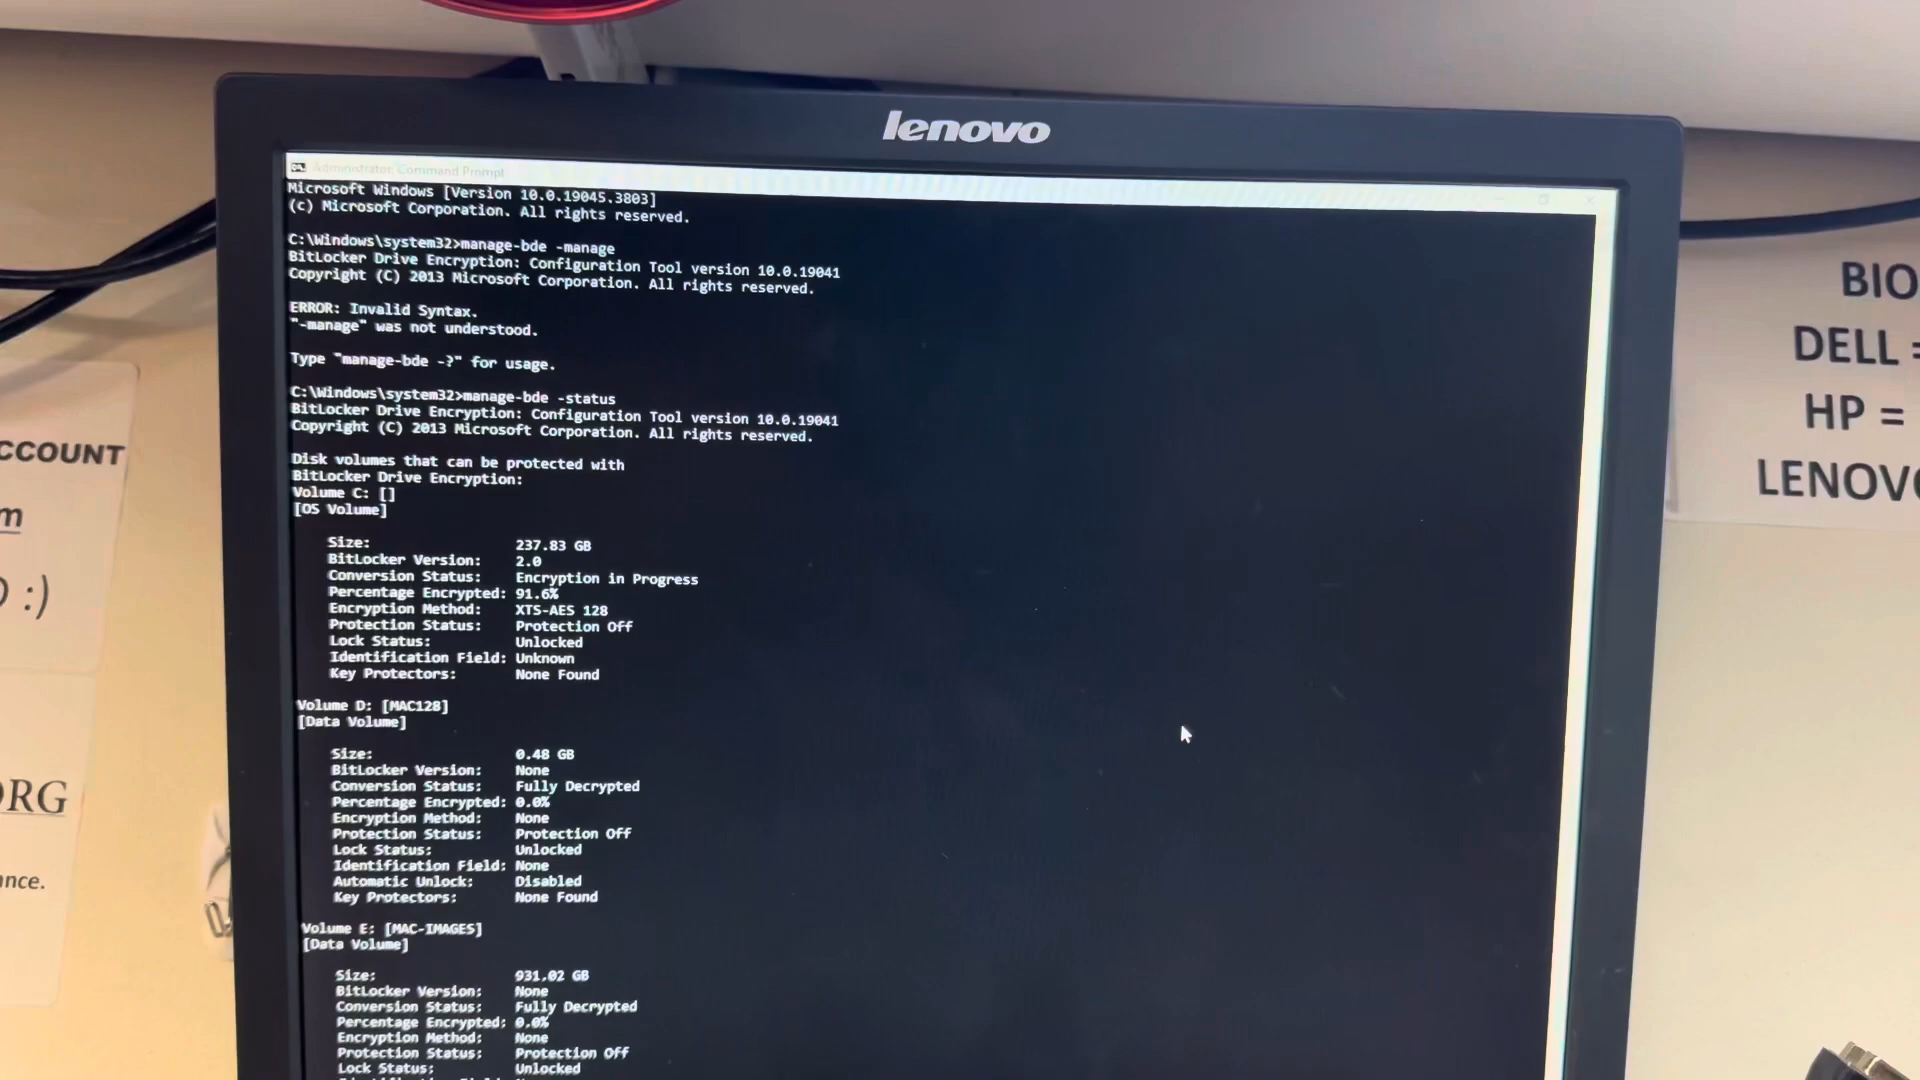 lenovo
Administrator: Command Prompt
Microsoft Windows [Version 10.0.19045.3803]
(c) Microsoft Corporation. All rights reserved.
C:\Windows\system32>manage-bde -manage
BitLocker Drive Encryption: Configuration Tool version 10.0.19041
Copyright (C) 2013 Microsoft Corporation. All rights reserved.
ERROR: Invalid Syntax.
"-manage" was not understood.
Type "manage-bde -?" for usage.
C:\Windows\system32>manage-bde -status
BitLocker Drive Encryption: Configuration Tool version 10.0.19041
Copyright (C) 2013 Microsoft Corporation. All rights reserved.
Disk volumes that can be protected with
BitLocker Drive Encryption:
Volume C: []
[OS Volume]
Size: 237.83 GB
BitLocker Version: 2.0
Conversion Status: Encryption in Progress
Percentage Encrypted: 91.6%
Encryption Method: XTS-AES 128
Protection Status: Protection Off
Lock Status: Unlocked
Identification Field: Unknown
Key Protectors: None Found
Volume D: [MAC128]
[Data Volume]
Size: 0.48 GB
BitLocker Version: None
Conversion Status: Fully Decrypted
Percentage Encrypted: 0.0%
Encryption Method: None
Protection Status: Protection Off
Lock Status: Unlocked
Identification Field: None
Automatic Unlock: Disabled
Key Protectors: None Found
Volume E: [MAC-IMAGES]
[Data Volume]
Size: 931.02 GB
BitLocker Version: None
Conversion Status: Fully Decrypted
Percentage Encrypted: 0.0%
Encryption Method: None
Protection Status: Protection Off
Lock Status: Unlocked
CCOUNT
m
:)
ORG
nce.
BIO
DELL =
HP =
LENOVO